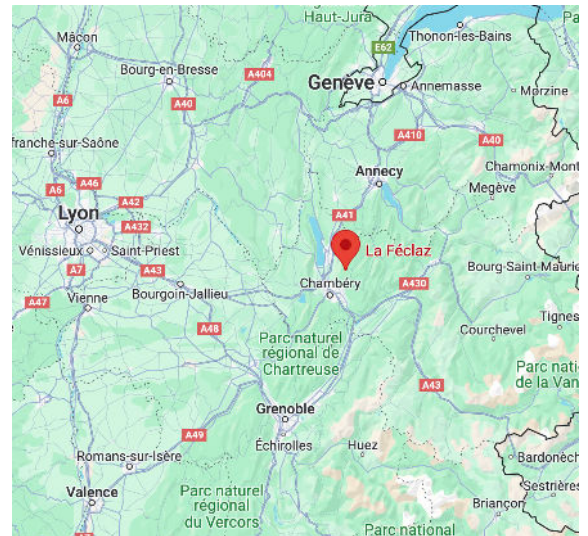 Haut-Jura
Parc
Thonon-les-Bains
Mâcon
E62
A404
Bourg-en-Bresse
Genève
Annemasse
Morzine
A6
A40
A410
A40
franche-sur-Saône
Chamonix-Mont
Annecy
A6
A46
Megève
A42
Lyon
A432
A41
La Féclaz
Vénissieux
Saint-Priest
A7
A43
Bourg-Saint-Maurie
Chambéry
A430
A47
Bourgoin-Jallieu
Vienne
Tignes
A48
Courchevel
Parc naturel
régional de
Chartreuse
Parc nati
de la Van
A43
Grenoble
A49
Échirolles
Huez
Romans-sur-Isère
Bardonèch
Sestrières
Valence
Parc naturel
régional
du Vercors
Briançon
Parc national